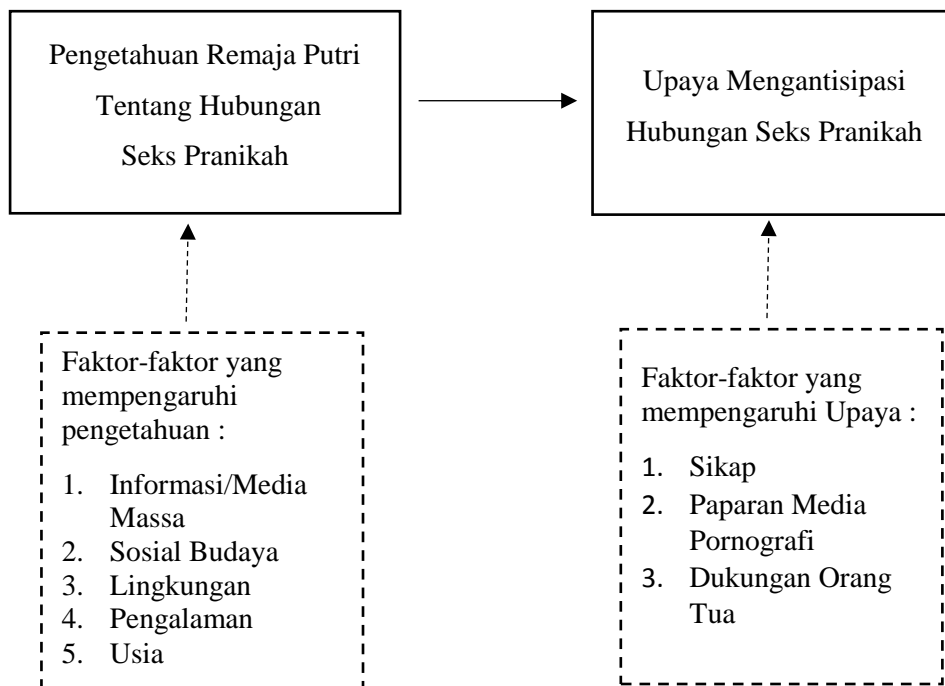 Pengetahuan Remaja Putri
Tentang Hubungan
Seks Pranikah
Upaya Mengantisipasi
Hubungan Seks Pranikah
Faktor-faktor yang
mempengaruhi
pengetahuan :
1. Informasi/Media
Massa
2. Sosial Budaya
3. Lingkungan
4. Pengalaman
5. Usia
Faktor-faktor yang
mempengaruhi Upaya :
1. Sikap
2. Paparan Media
Pornografi
3. Dukungan Orang
Tua